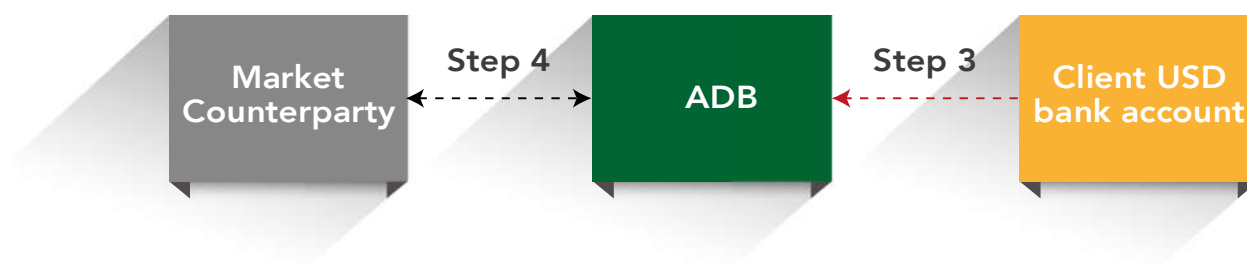 Step 4
Step 3
Market
Counterparty
ADB
Client USD
bank account